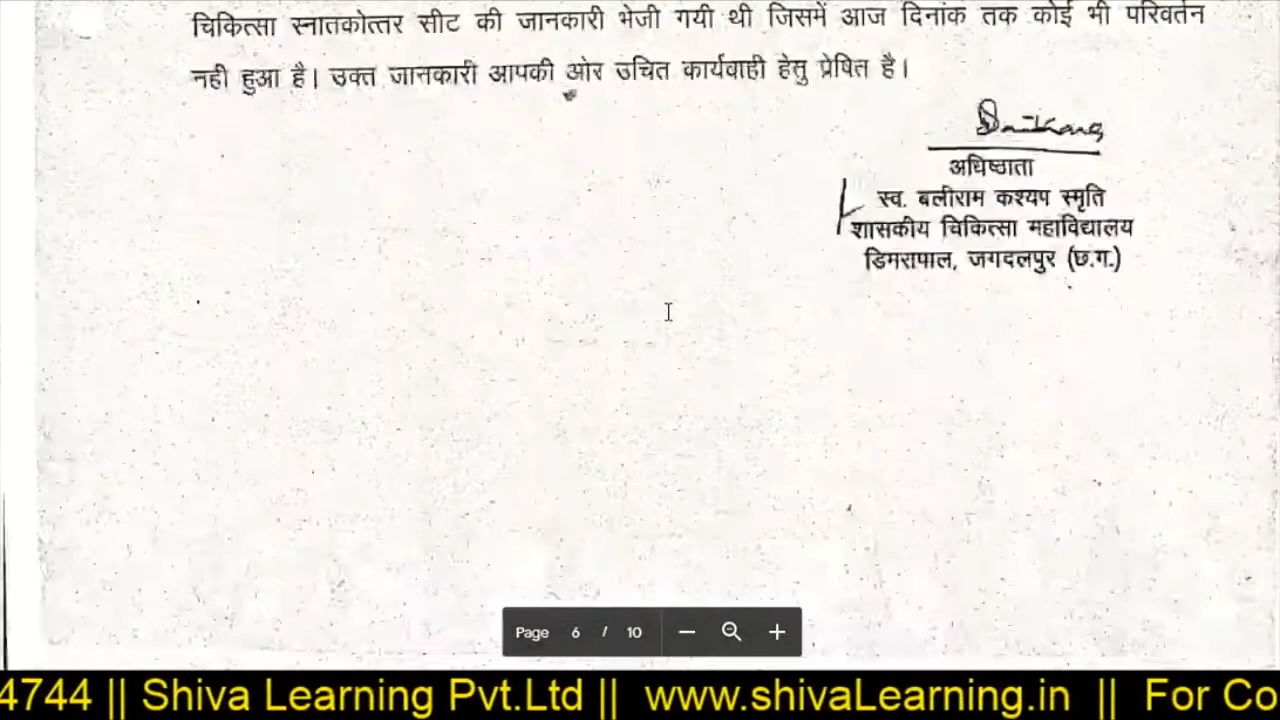 चिकित्सा स्नातकोत्तर सीट की जानकारी भेजी गयी थी जिसमें आज दिनांक तक कोई भी परिवर्तन
नही हुआ है। उक्त जानकारी आपकी ओर उचित कार्यवाही हेतु प्रेषित है।
अधिष्ठाता
स्व. बलीराम कश्यप स्मृति
शासकीय चिकित्सा महाविद्यालय
डिमरापाल, जगदलपुर (छ.ग.)
Page 6 / 10
4744 || Shiva Learning Pvt.Ltd || www.shivaLearning.in || For Co